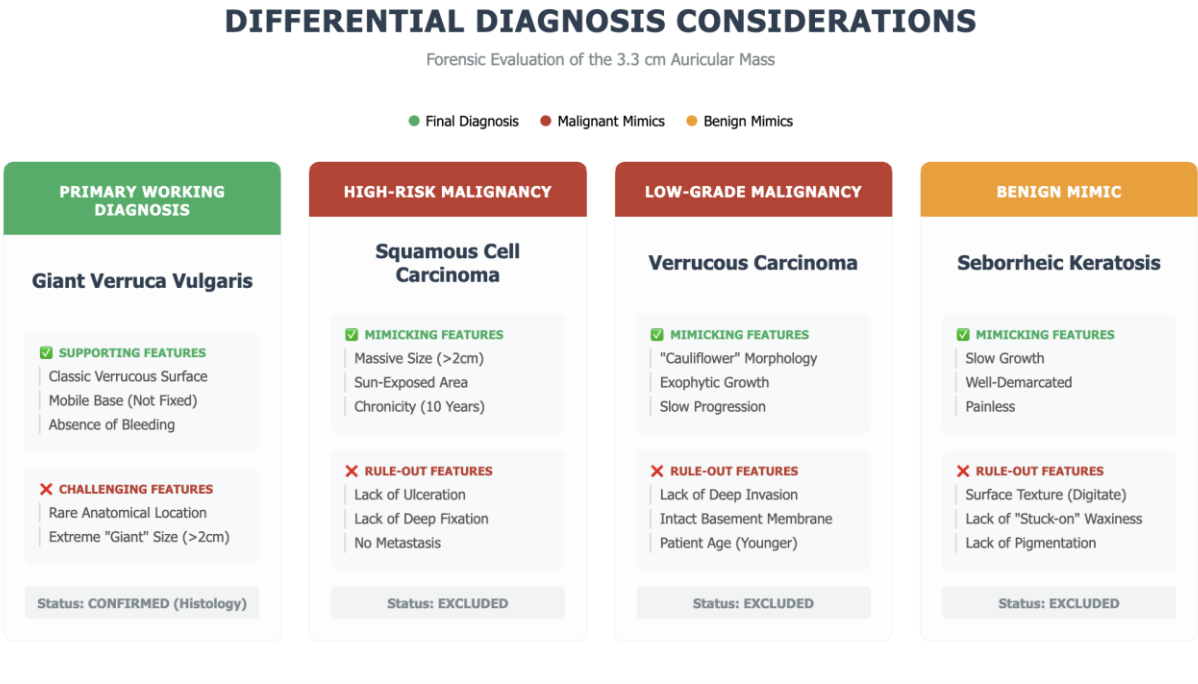 DIFFERENTIAL DIAGNOSIS CONSIDERATIONS
Forensic Evaluation of the 3.3 cm Auricular Mass
Final Diagnosis
Malignant Mimics
Benign Mimics
PRIMARY WORKING
DIAGNOSIS
Giant Verruca Vulgaris
SUPPORTING FEATURES
Classic Verrucous Surface
Mobile Base (Not Fixed)
Absence of Bleeding
CHALLENGING FEATURES
Rare Anatomical Location
Extreme "Giant" Size (>2cm)
Status: CONFIRMED (Histology)
HIGH-RISK MALIGNANCY
Squamous Cell
Carcinoma
MIMICKING FEATURES
Massive Size (>2cm)
Sun-Exposed Area
Chronicity (10 Years)
RULE-OUT FEATURES
Lack of Ulceration
Lack of Deep Fixation
No Metastasis
Status: EXCLUDED
LOW-GRADE MALIGNANCY
Verrucous Carcinoma
MIMICKING FEATURES
"Cauliflower" Morphology
Exophytic Growth
Slow Progression
RULE-OUT FEATURES
Lack of Deep Invasion
Intact Basement Membrane
Patient Age (Younger)
Status: EXCLUDED
BENIGN MIMIC
Seborrheic Keratosis
MIMICKING FEATURES
Slow Growth
Well-Demarcated
Painless
RULE-OUT FEATURES
Surface Texture (Digitate)
Lack of "Stuck-on" Waxiness
Lack of Pigmentation
Status: EXCLUDED